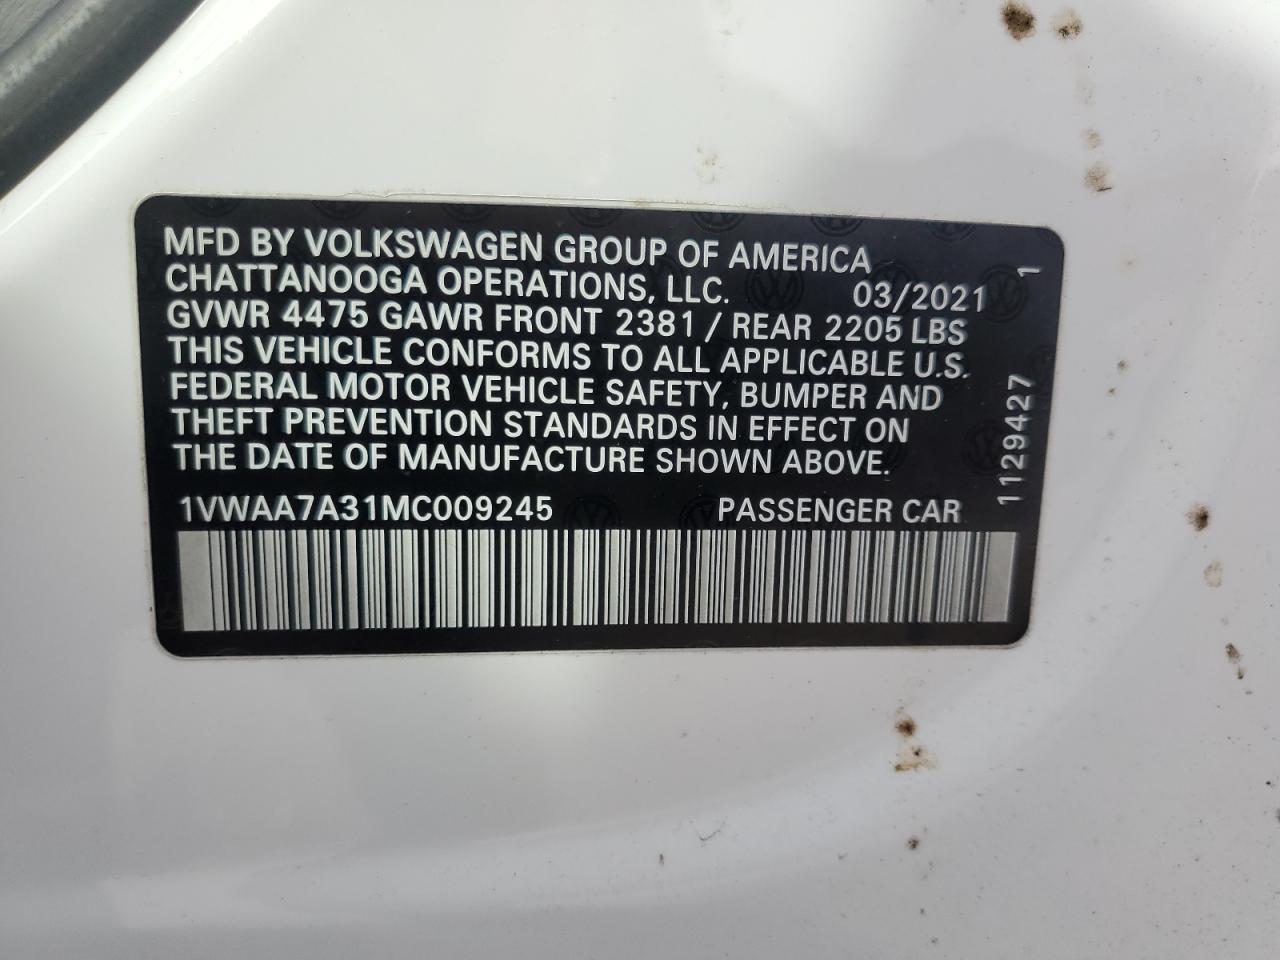 MFD BY VOLKSWAGEN GROUP OF AMERICA
CHATTANOOGA OPERATIONS, LLC. 03/2021
GVWR 4475 GAWR FRONT 2381 / REAR 2205 LBS
THIS VEHICLE CONFORMS TO ALL APPLICABLE U.S.
FEDERAL MOTOR VEHICLE SAFETY, BUMPER AND
THEFT PREVENTION STANDARDS IN EFFECT ON
THE DATE OF MANUFACTURE SHOWN ABOVE.
1VWAA7A31MC009245 PASSENGER CAR
11294427 1